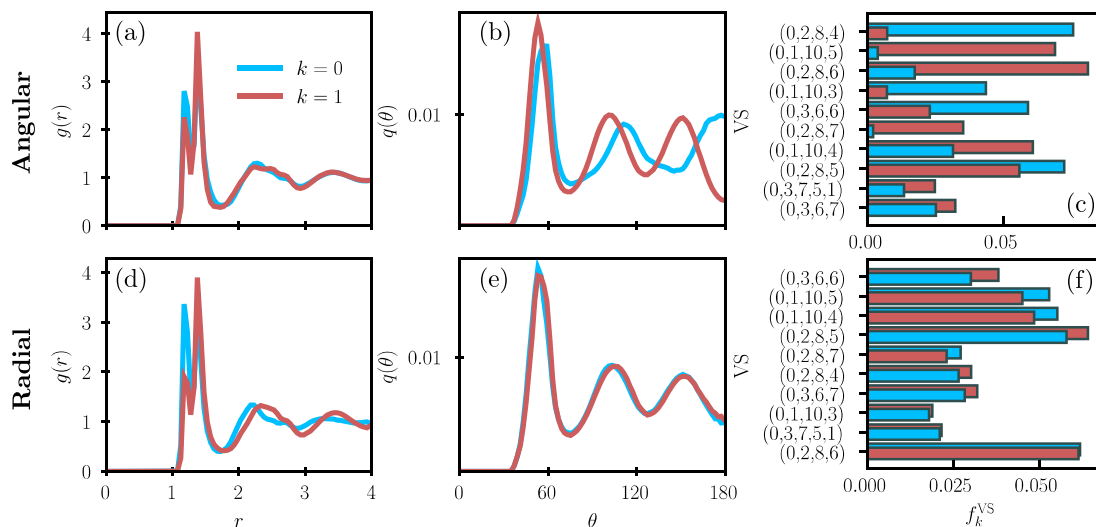 Angular
(a)
g(r)
4
3
2
1
0
k = 0
k = 1
(b)
q(θ)
0.01
VS
(0,2,8,4)
(0,1,10,5)
(0,2,8,6)
(0,1,10,3)
(0,3,6,6)
(0,2,8,7)
(0,1,10,4)
(0,2,8,5)
(0,3,7,5,1)
(0,3,6,7)
(c)
0.00 0.05
Radial
(d)
g(r)
4
3
2
1
0
0 1 2 3 4
r
(e)
q(θ)
0.01
0 60 120 180
θ
VS
(0,3,6,6)
(0,1,10,5)
(0,1,10,4)
(0,2,8,5)
(0,2,8,7)
(0,2,8,4)
(0,3,6,7)
(0,1,10,3)
(0,3,7,5,1)
(0,2,8,6)
(f)
0.000 0.025 0.050
f_k^VS